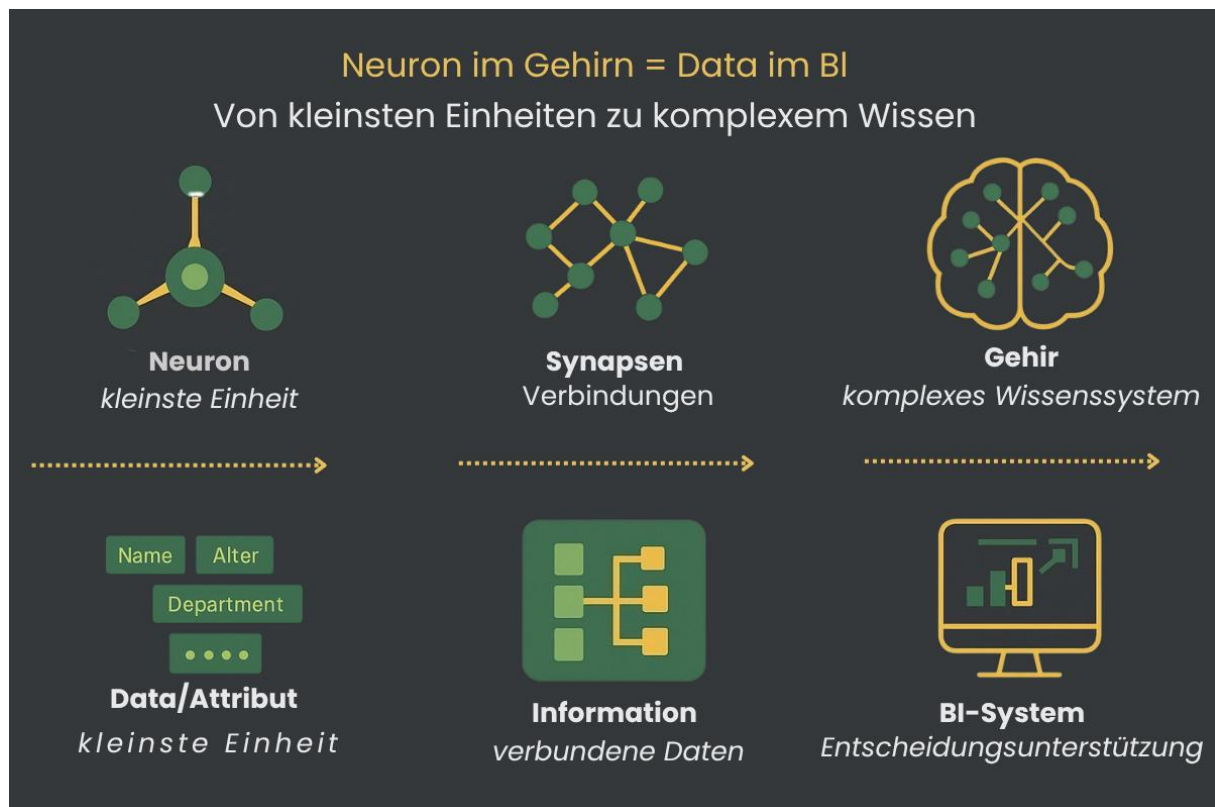 Neuron im Gehirn = Data im BI
Von kleinsten Einheiten zu komplexem Wissen
Neuron
kleinste Einheit
Synapsen
Verbindungen
Gehir
komplexes Wissenssystem
Name
Alter
Department
Data/Attribut
kleinste Einheit
Information
verbundene Daten
BI-System
Entscheidungsunterstützung